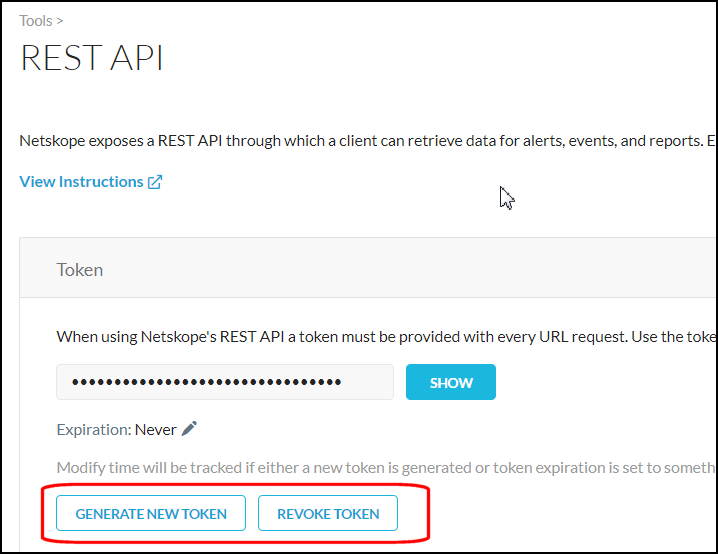 Tools >
REST API
Netskope exposes a REST API through which a client can retrieve data for alerts, events, and reports. E
View Instructions
Token
When using Netskope's REST API a token must be provided with every URL request. Use the toke
•••••••••••••••••••••••••••••••• SHOW
Expiration: Never
Modify time will be tracked if either a new token is generated or token expiration is set to someth
GENERATE NEW TOKEN REVOKE TOKEN